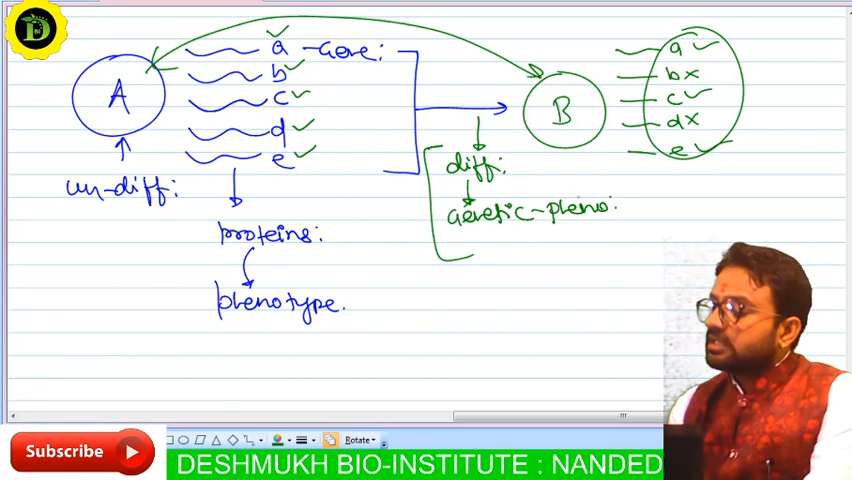 D
A
un-diff:
a -Gene:
b
c
d
e
proteins:
phenotype.
diff:
genetic-pheno:
B
a
b x
c
d x
e
Rotate
Subscribe
DESHMUKH BIO-INSTITUTE : NANDED